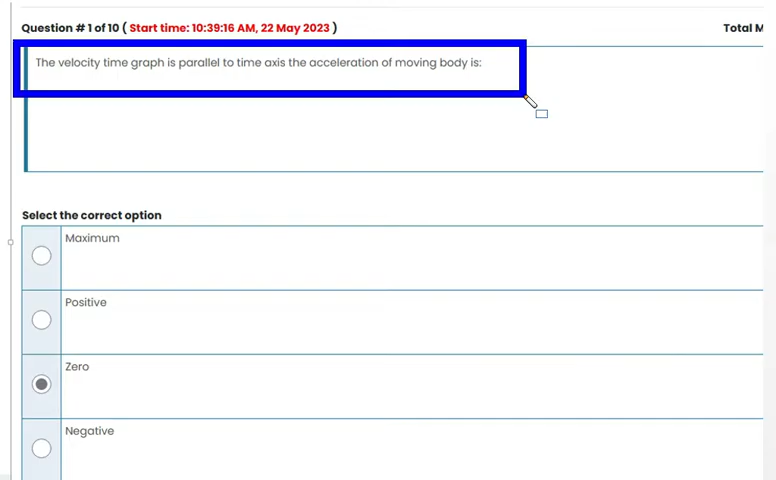 Question # 1 of 10 ( Start time: 10:39:16 AM, 22 May 2023 ) Total M
The velocity time graph is parallel to time axis the acceleration of moving body is:
Select the correct option
Maximum
Positive
Zero
Negative